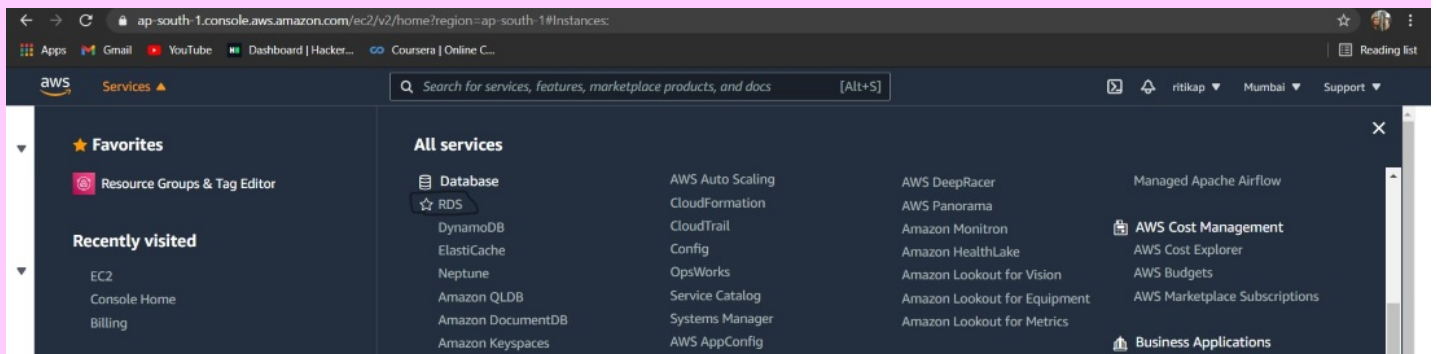 ap-south-1.console.aws.amazon.com/ec2/v2/home?region=ap-south-1#Instances:
Apps Gmail YouTube Dashboard | Hacker... Coursera | Online C... Reading list
aws Services Search for services, features, marketplace products, and docs [Alt+S] ritikap Mumbai Support
Favorites
Resource Groups & Tag Editor
Recently visited
EC2
Console Home
Billing
All services
Database
RDS
DynamoDB
ElastiCache
Neptune
Amazon QLDB
Amazon DocumentDB
Amazon Keyspaces
AWS Auto Scaling
CloudFormation
CloudTrail
Config
OpsWorks
Service Catalog
Systems Manager
AWS AppConfig
AWS DeepRacer
AWS Panorama
Amazon Monitron
Amazon HealthLake
Amazon Lookout for Vision
Amazon Lookout for Equipment
Amazon Lookout for Metrics
Managed Apache Airflow
AWS Cost Management
AWS Cost Explorer
AWS Budgets
AWS Marketplace Subscriptions
Business Applications